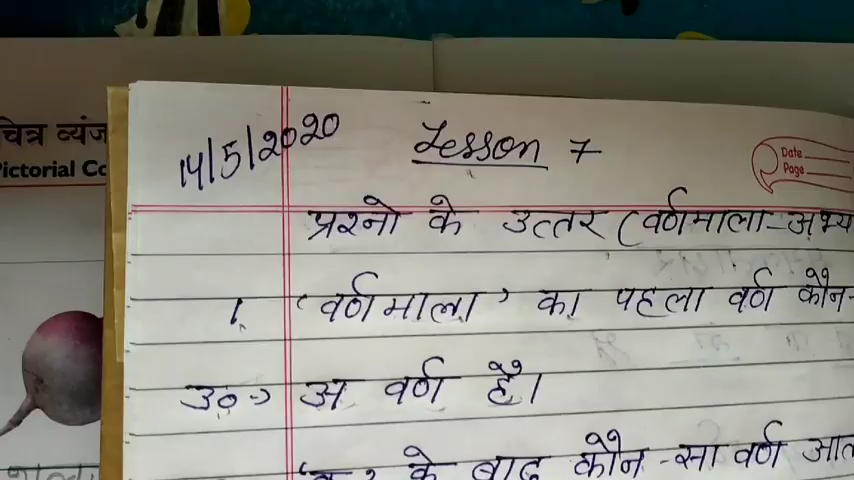 चित्र व्यंज
Pictorial Co
14/5/2020
Lesson 7
Date
Page
प्रश्नो के उत्तर (वर्णमाला-अभ्य
1. 'वर्णमाला' का पहला वर्ण कौन-
उ० → अ वर्ण है।
के बाद कौन-सा वर्ण आत